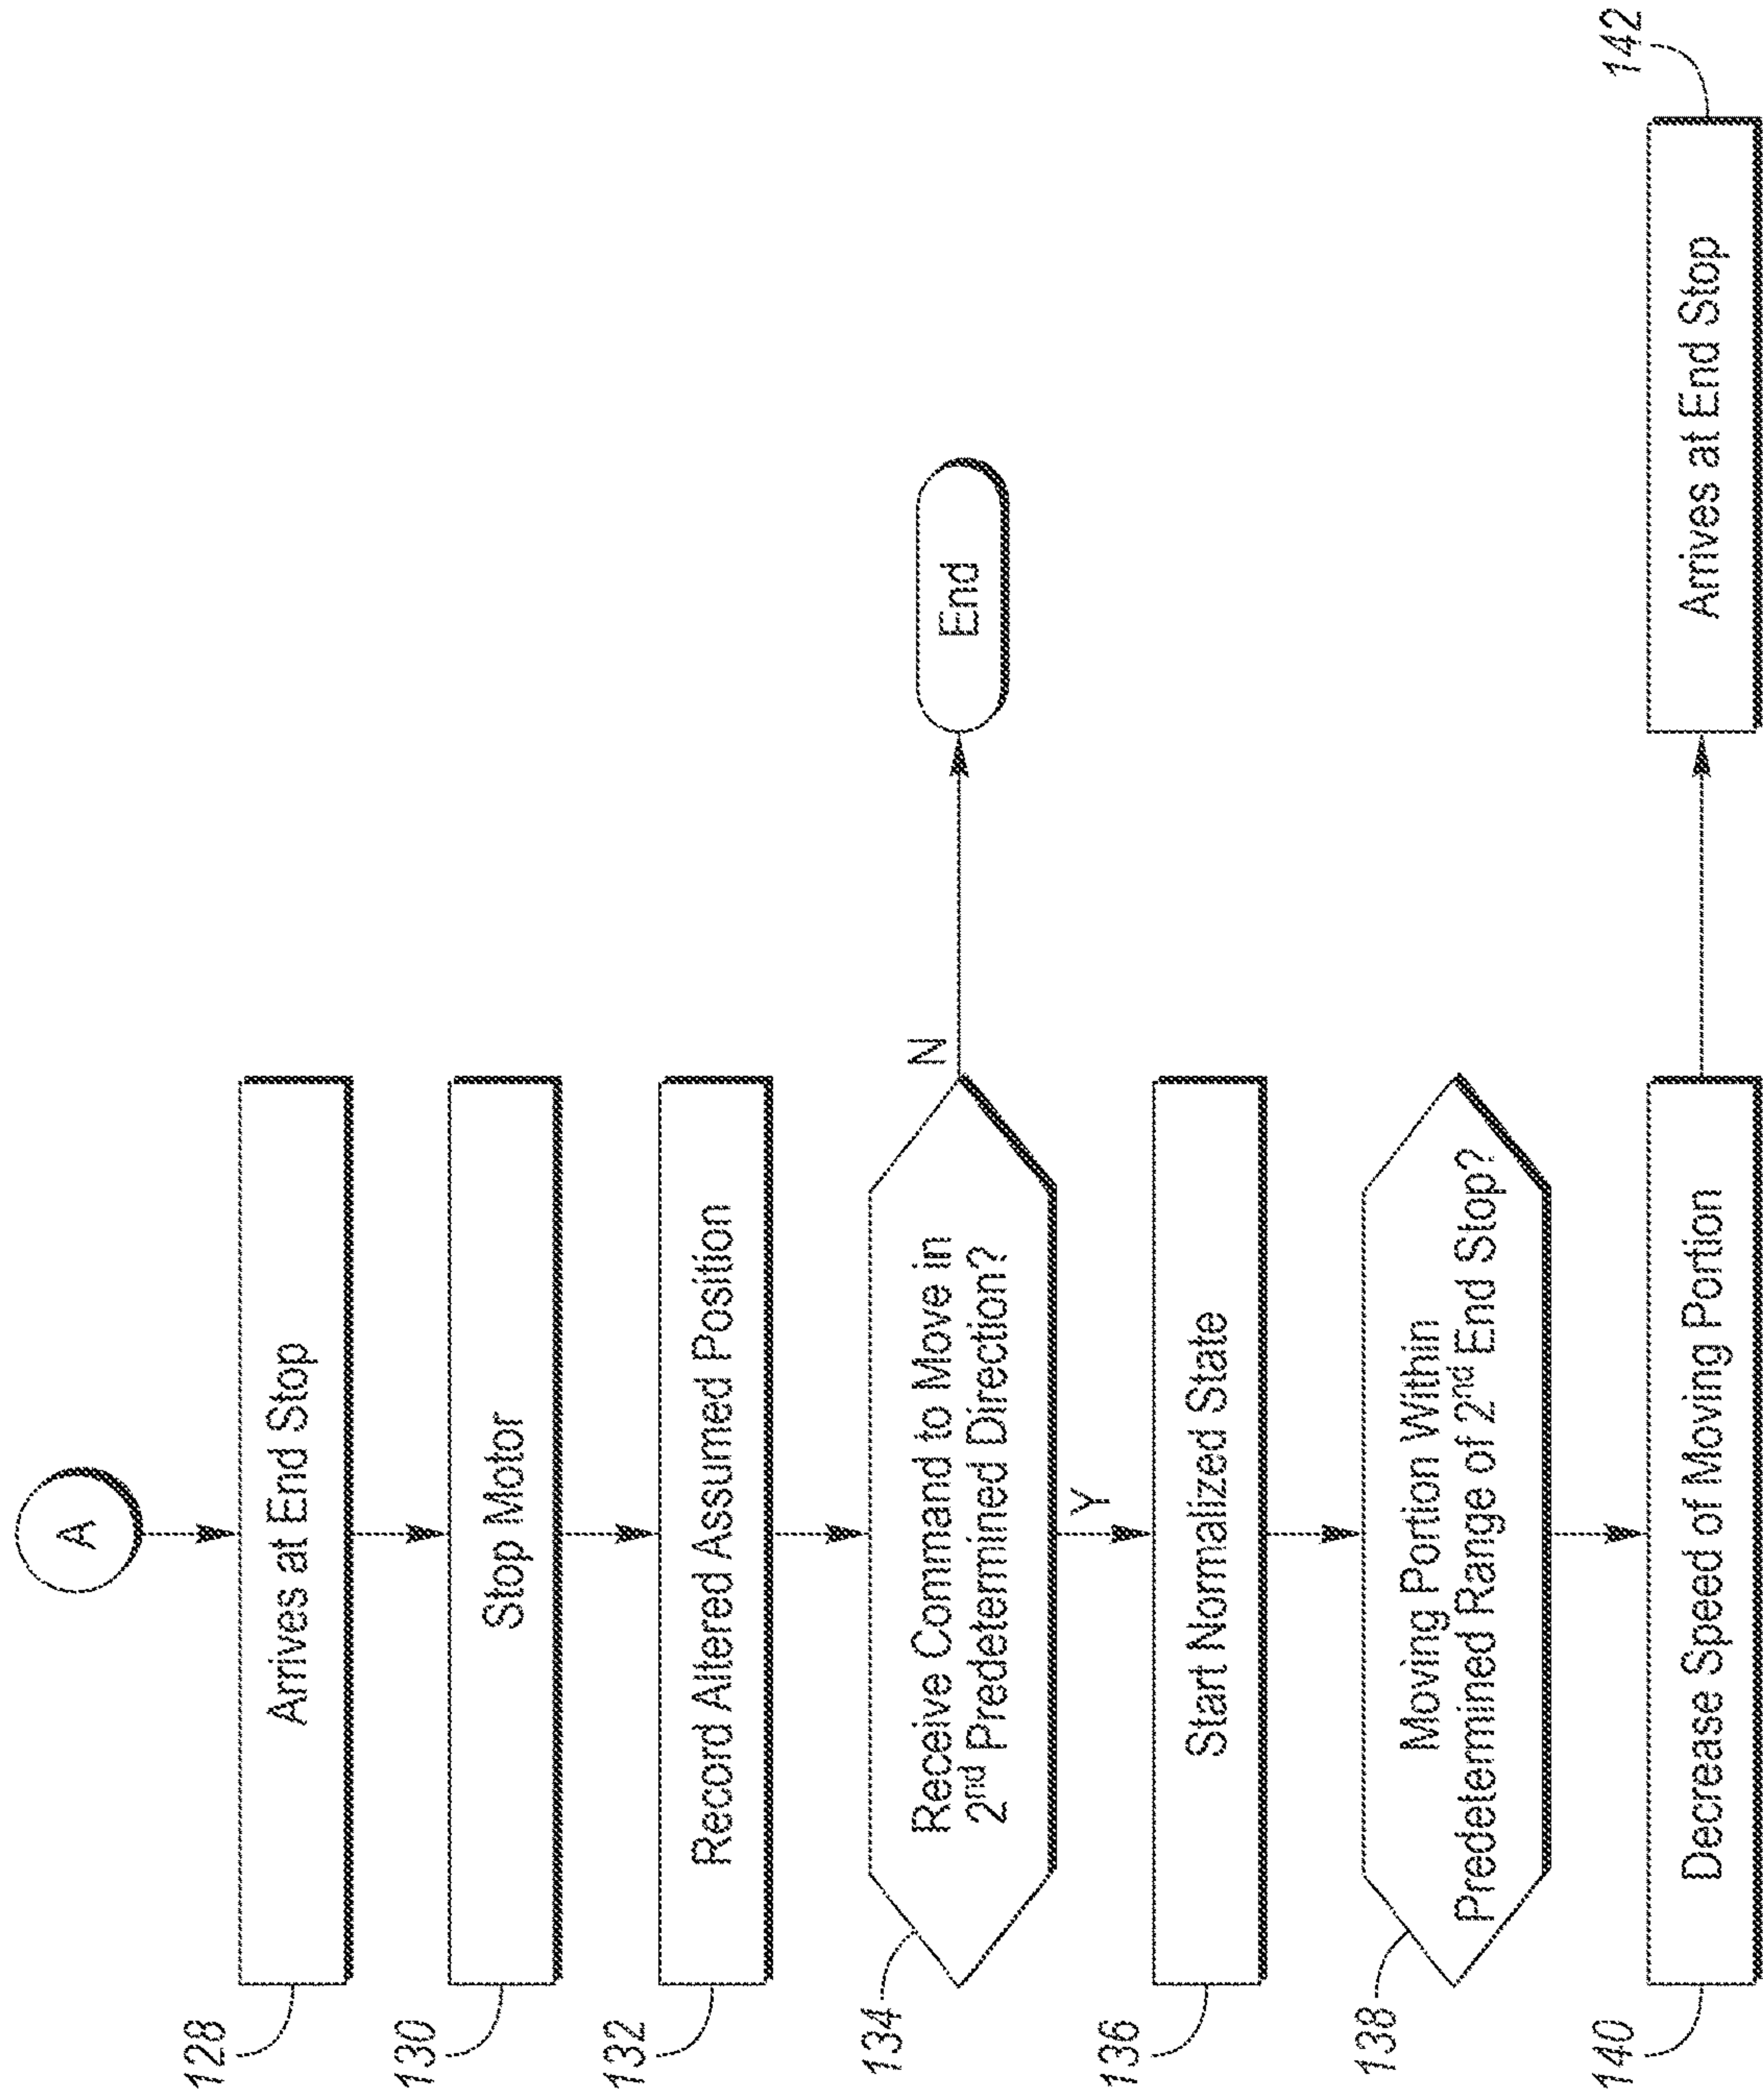 A
Arrives at End Stop
128
Stop Motor
130
Record Altered Assumed Position
132
Receive Command to Move in
2nd Predetermined Direction?
134
N
End
Y
Start Normalized State
136
Moving Portion Within
Predetermined Range of 2nd End Stop?
138
Decrease Speed of Moving Portion
140
Arrives at End Stop
142